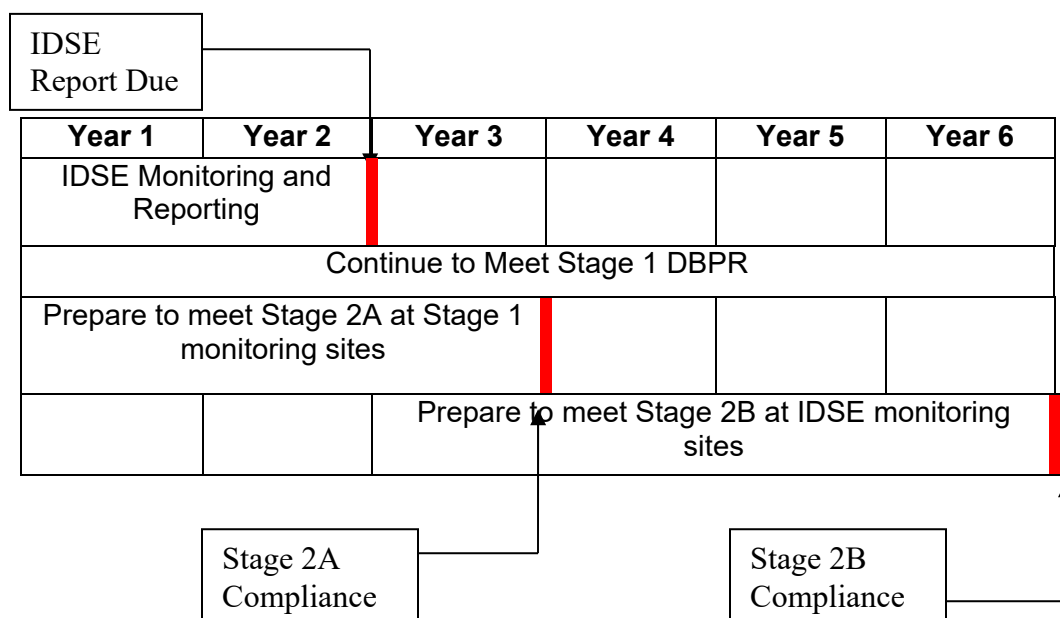 IDSE
Report Due
Year 1 Year 2 Year 3 Year 4 Year 5 Year 6
IDSE Monitoring and
Reporting
Continue to Meet Stage 1 DBPR
Prepare to meet Stage 2A at Stage 1
monitoring sites
Prepare to meet Stage 2B at IDSE monitoring
sites
Stage 2A
Compliance
Stage 2B
Compliance